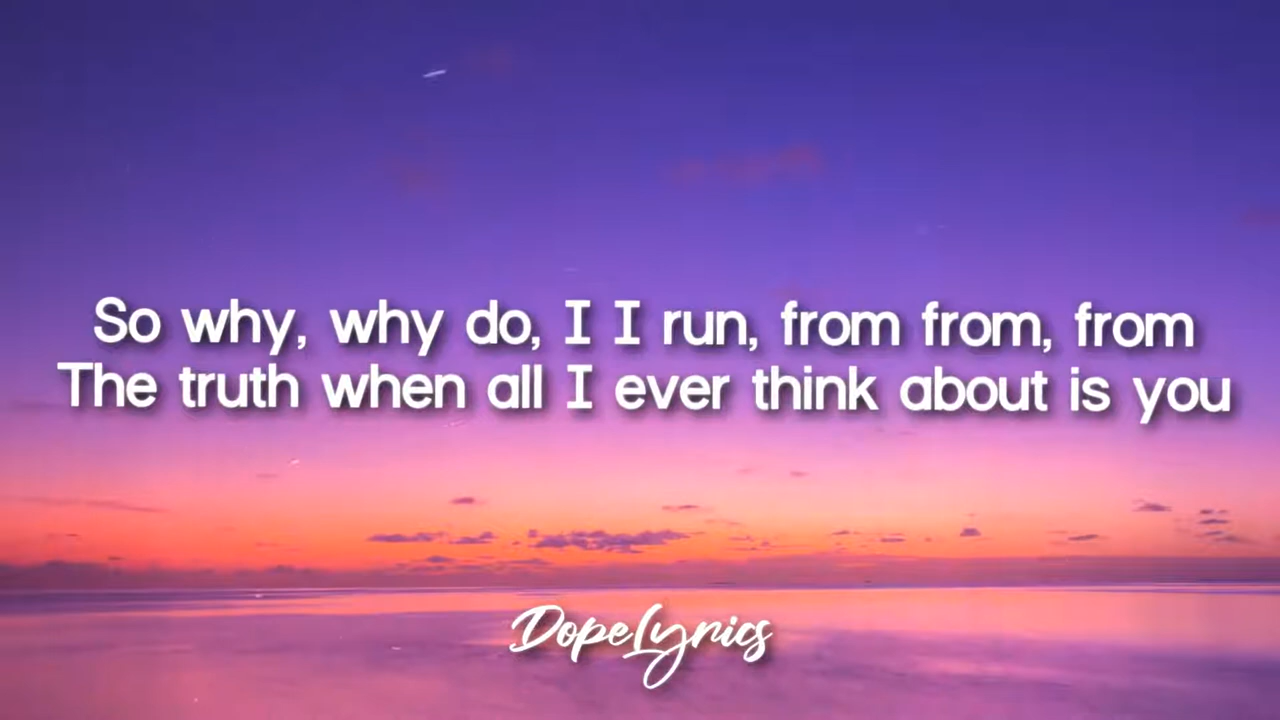 So why, why do, I I run, from from, from
The truth when all I ever think about is you
DopeLyrics